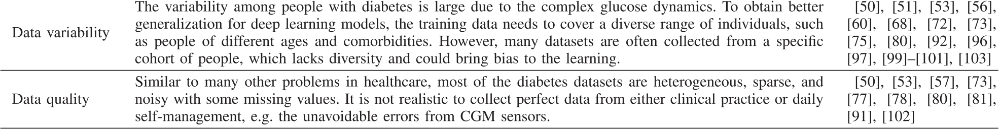 Data variability
The variability among people with diabetes is large due to the complex glucose dynamics. To obtain better
generalization for deep learning models, the training data needs to cover a diverse range of individuals, such
as people of different ages and comorbidities. However, many datasets are often collected from a specific
cohort of people, which lacks diversity and could bring bias to the learning.
[50], [51], [53], [56],
[60], [68], [72], [73],
[75], [80], [92], [96],
[97], [99]–[101], [103]
Data quality
Similar to many other problems in healthcare, most of the diabetes datasets are heterogeneous, sparse, and
noisy with some missing values. It is not realistic to collect perfect data from either clinical practice or daily
self-management, e.g. the unavoidable errors from CGM sensors.
[50], [53], [57], [73],
[77], [78], [80], [81],
[91], [102]